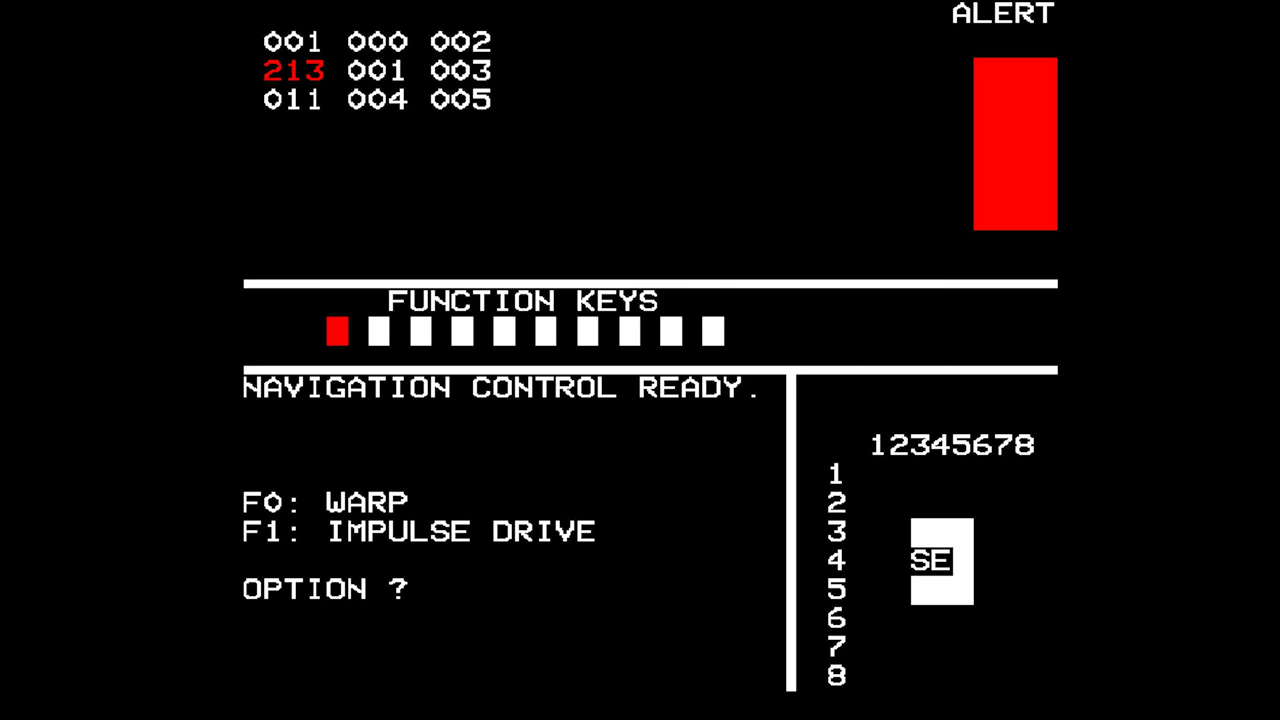 ALERT
001 000 002
213 001 003
011 004 005
FUNCTION KEYS
NAVIGATION CONTROL READY.
12345678
1
2
F0: WARP
3
F1: IMPULSE DRIVE
4 SE
5
OPTION ?
6
7
8